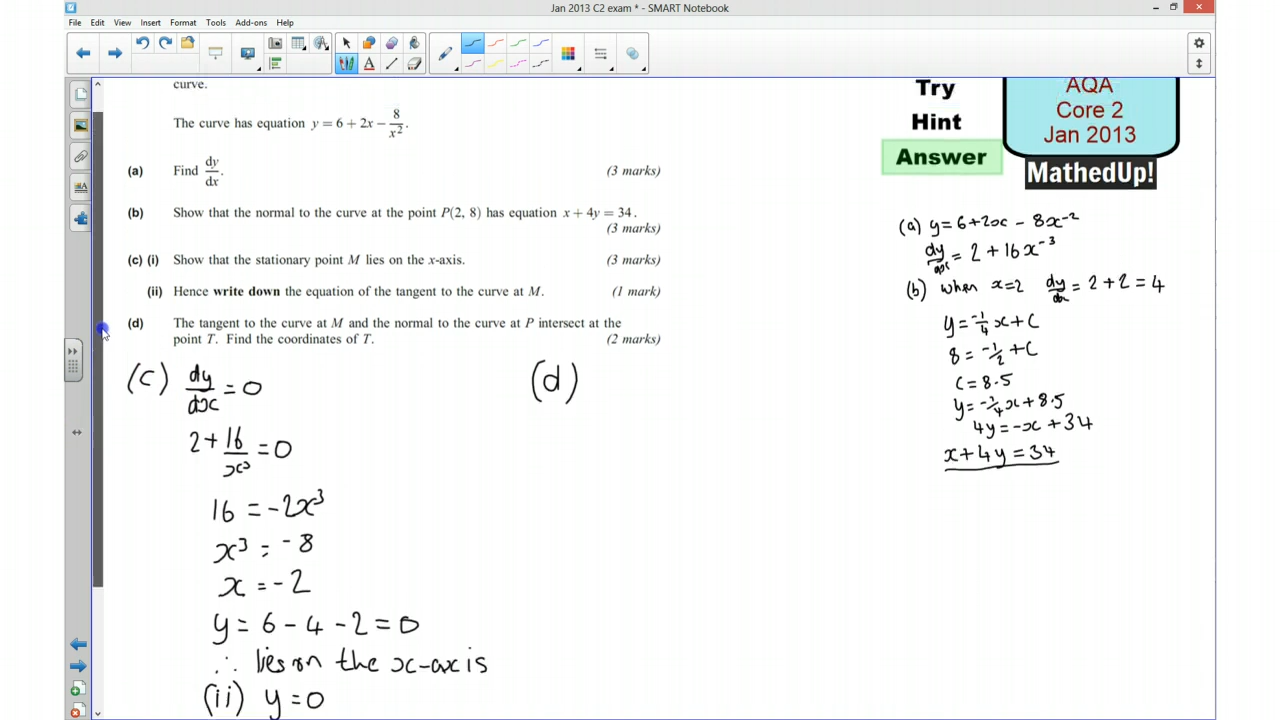 Jan 2013 C2 exam * - SMART Notebook
File Edit View Insert Format Tools Add-ons Help
curve.
The curve has equation y = 6 + 2x − 8/x².
(a) Find dy/dx. (3 marks)
(b) Show that the normal to the curve at the point P(2, 8) has equation x + 4y = 34.
(3 marks)
(c) (i) Show that the stationary point M lies on the x-axis. (3 marks)
(ii) Hence write down the equation of the tangent to the curve at M. (1 mark)
(d) The tangent to the curve at M and the normal to the curve at P intersect at the
point T. Find the coordinates of T. (2 marks)
(c) dy/dx = 0
2 + 16/x³ = 0
16 = -2x³
x³ = -8
x = -2
y = 6 - 4 - 2 = 0
∴ lies on the x-axis
(ii) y = 0
(d)
Try
Hint
Answer
AQA
Core 2
Jan 2013
MathedUp!
(a) y = 6 + 2x - 8x⁻²
dy/dx = 2 + 16x⁻³
(b) when x=2 dy/dx = 2 + 2 = 4
y = -1/4 x + c
8 = -1/2 + c
c = 8.5
y = -1/4 x + 8.5
4y = -x + 34
x + 4y = 34